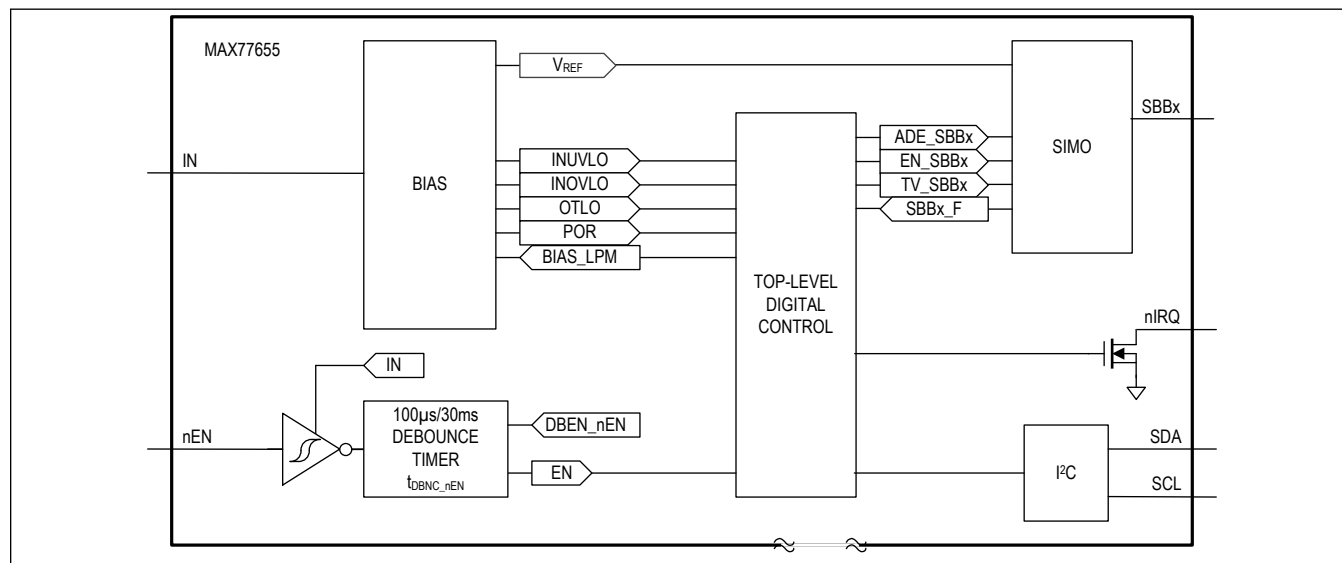 MAX77655
BIAS
VREF
SIMO
SBBx
IN
INUVLO
INOVLO
OTLO
POR
BIAS_LPM
TOP-LEVEL
DIGITAL
CONTROL
ADE_SBBx
EN_SBBx
TV_SBBx
SBBx_F
nIRQ
IN
nEN
100µs/30ms
DEBOUNCE
TIMER
tDBNC_nEN
DBEN_nEN
EN
I²C
SDA
SCL